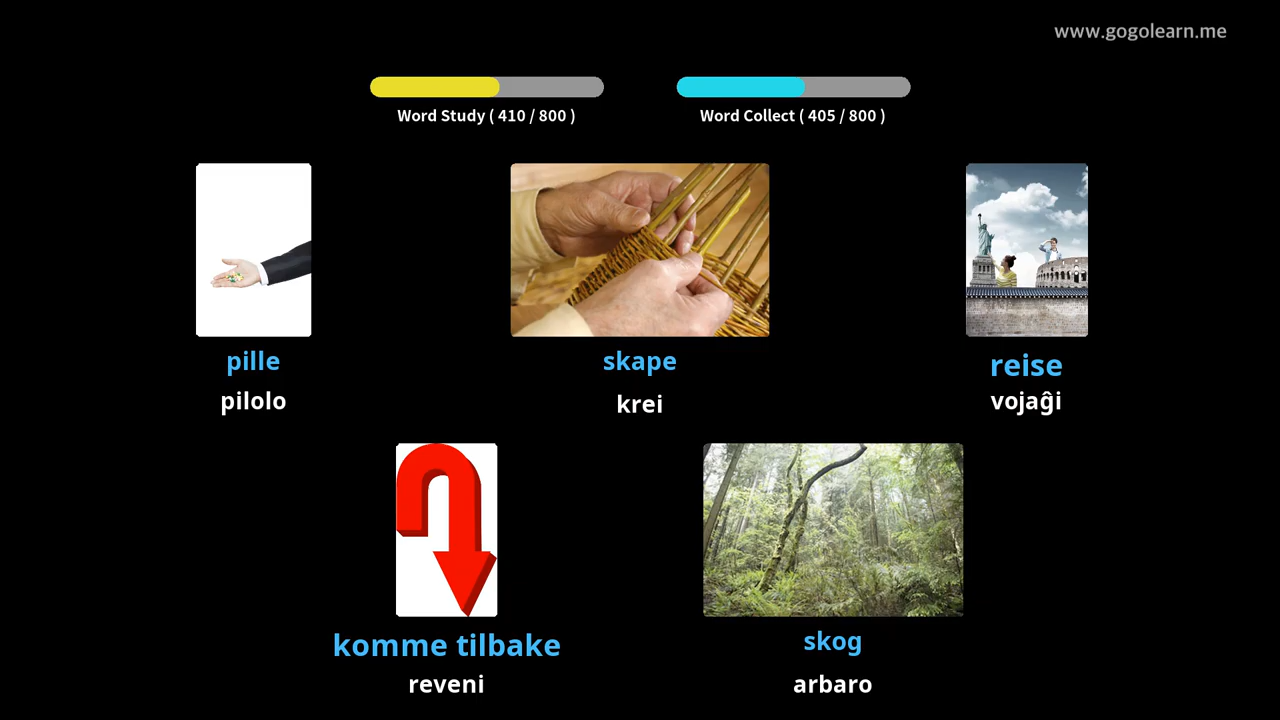 www.gogolearn.me
Word Study ( 410 / 800 )
Word Collect ( 405 / 800 )
pille
pilolo
skape
krei
reise
vojaĝi
komme tilbake
reveni
skog
arbaro